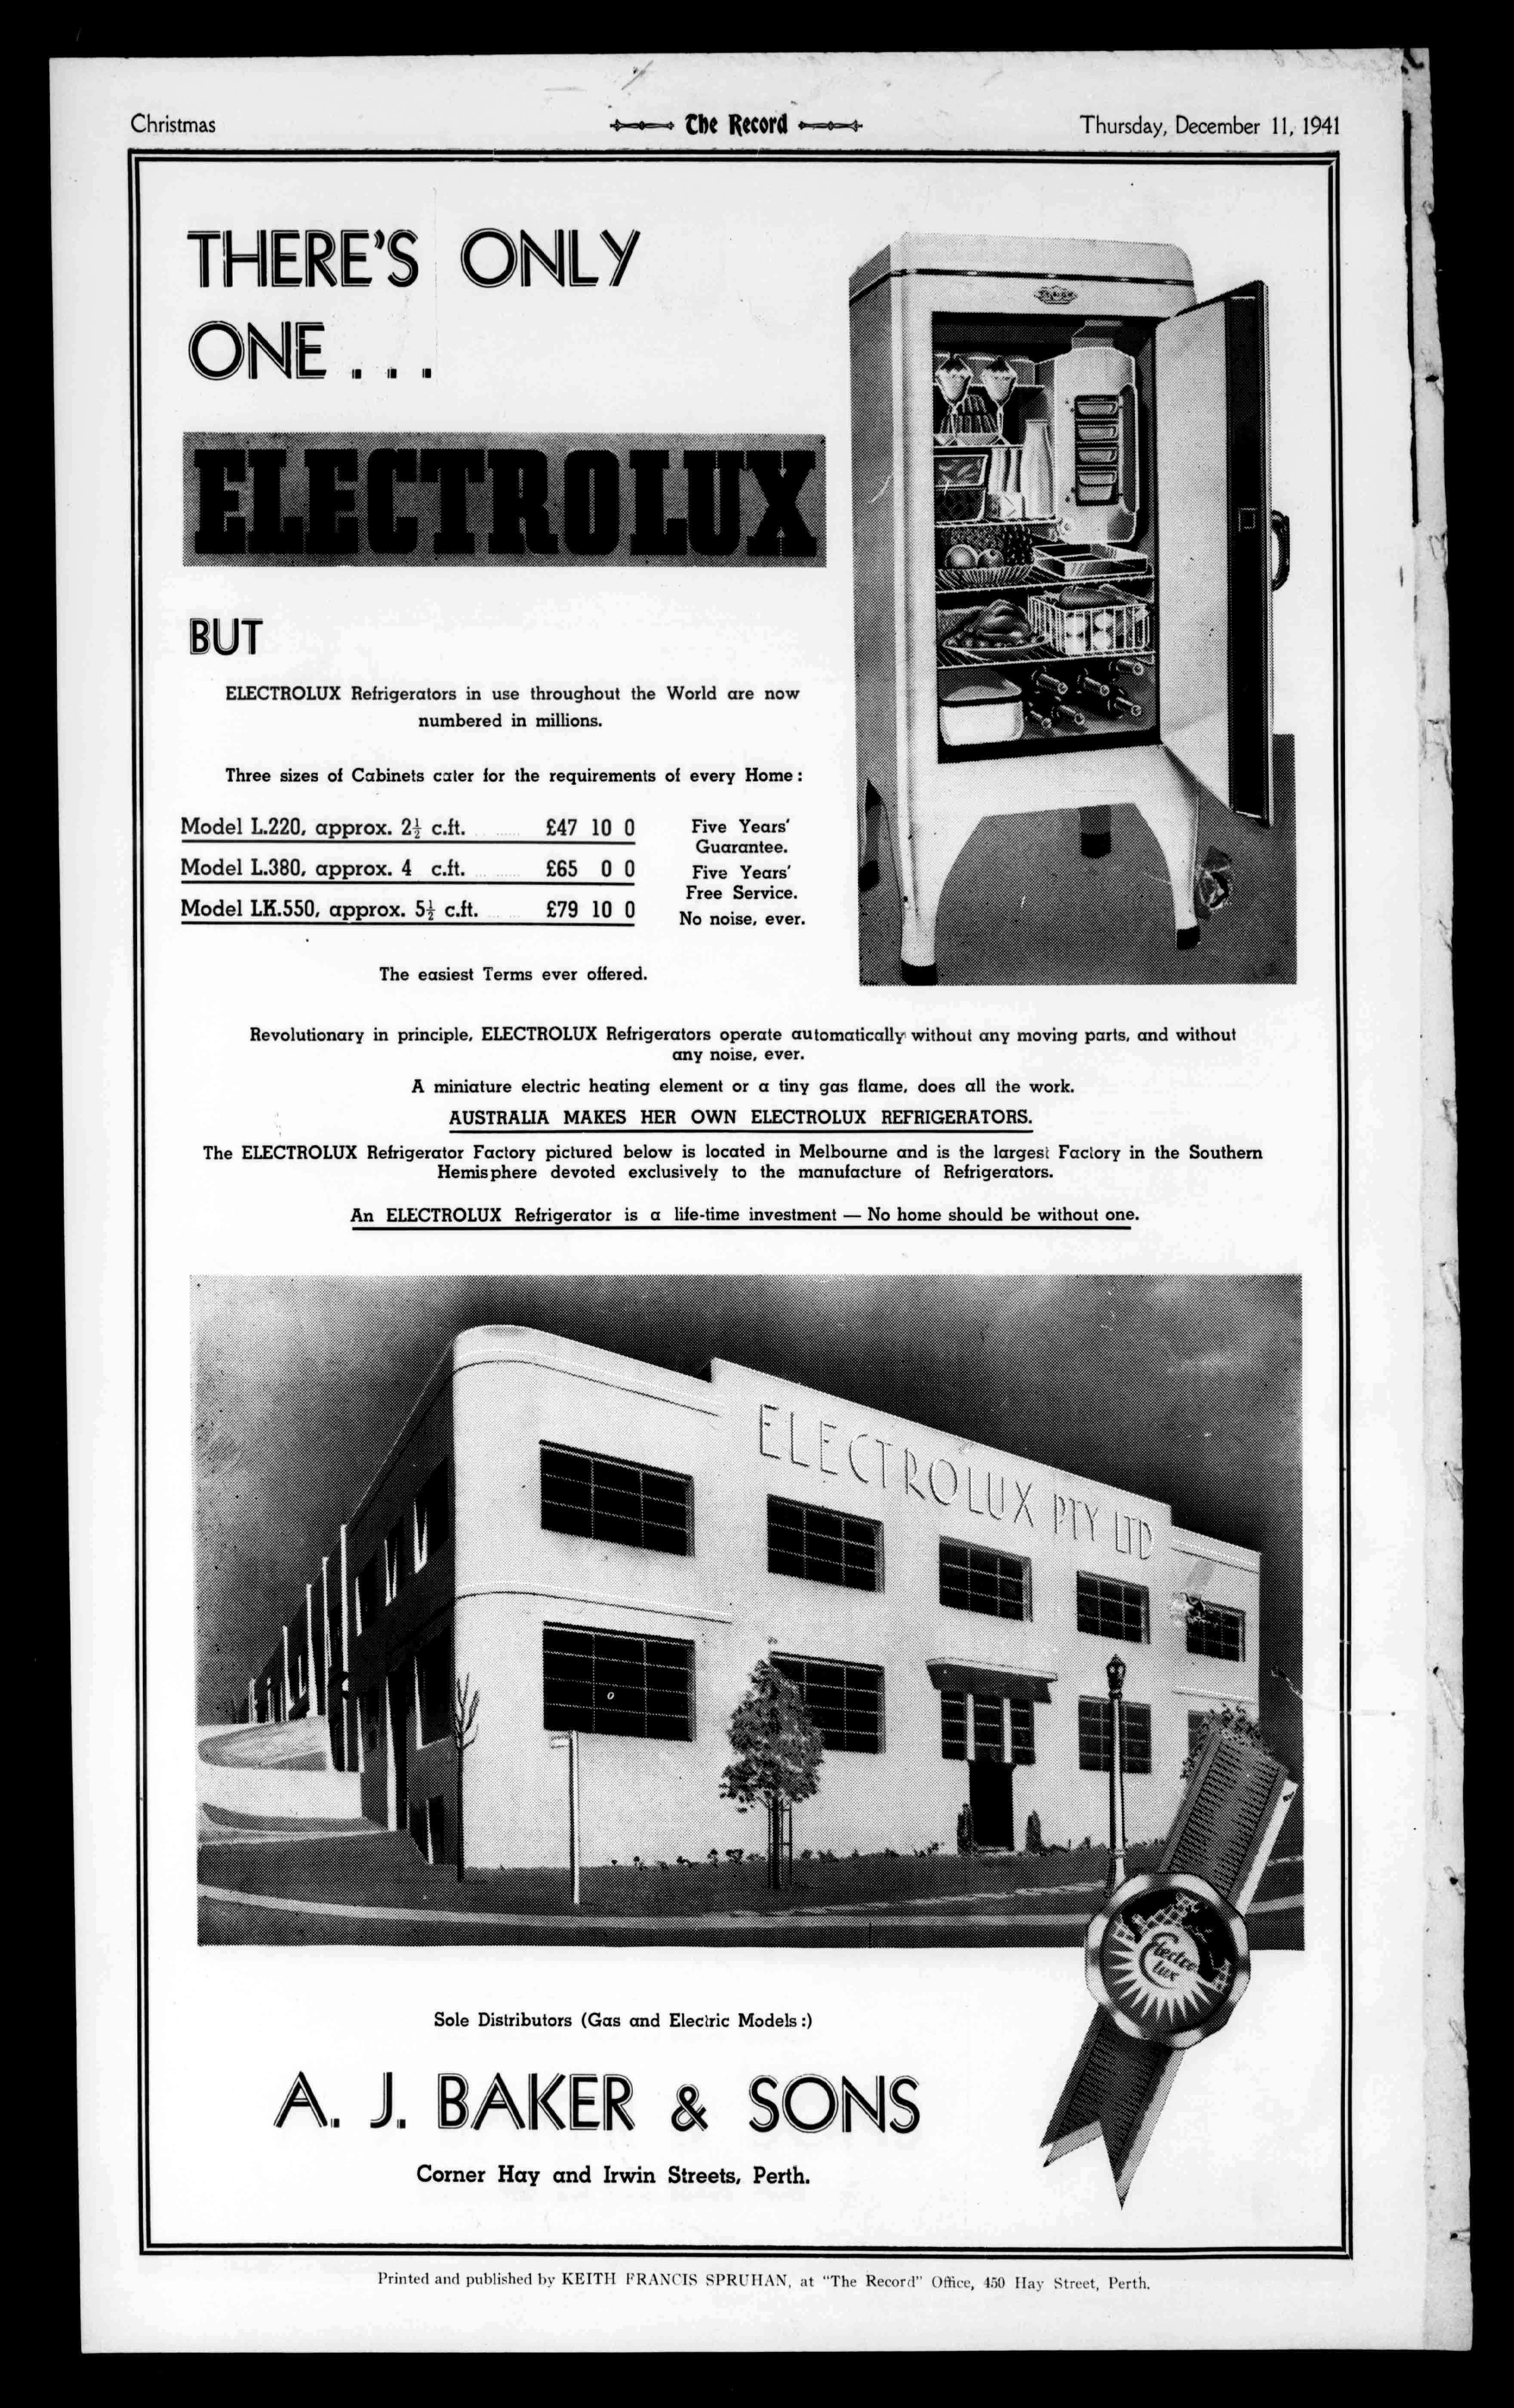 Christmas
The Record
Thursday, December 11, 1941
THERE'S ONLY
ONE...
ELECTROLUX
BUT
ELECTROLUX Refrigerators in use throughout the World are now
numbered in millions.
Three sizes of Cabinets cater for the requirements of every Home:
Model L.220, approx. 2½ c.ft. ...... £47 10 0
Model L.380, approx. 4 c.ft. ...... £65 0 0
Model LK.550, approx. 5½ c.ft. ...... £79 10 0
Five Years'
Guarantee.
Five Years'
Free Service.
No noise, ever.
The easiest Terms ever offered.
Revolutionary in principle, ELECTROLUX Refrigerators operate automatically without any moving parts, and without
any noise, ever.
A miniature electric heating element or a tiny gas flame, does all the work.
AUSTRALIA MAKES HER OWN ELECTROLUX REFRIGERATORS.
The ELECTROLUX Refrigerator Factory pictured below is located in Melbourne and is the largest Factory in the Southern
Hemisphere devoted exclusively to the manufacture of Refrigerators.
An ELECTROLUX Refrigerator is a life-time investment — No home should be without one.
ELECTROLUX PTY LTD
Electro
lux
Sole Distributors (Gas and Electric Models:)
A. J. BAKER & SONS
Corner Hay and Irwin Streets, Perth.
Printed and published by KEITH FRANCIS SPRUHAN, at "The Record" Office, 450 Hay Street, Perth.